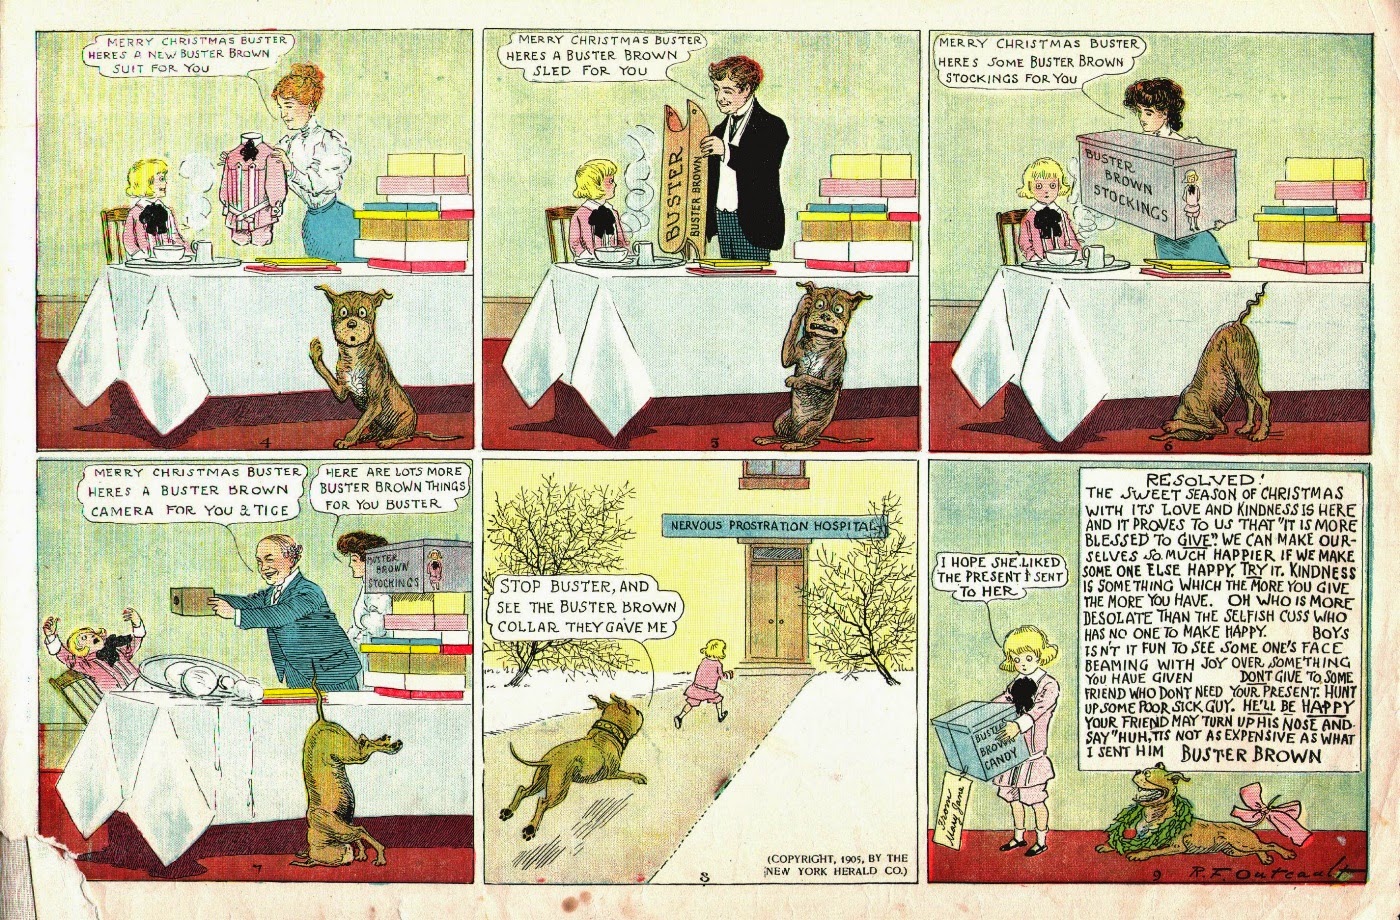 MERRY CHRISTMAS BUSTER
HERES A NEW BUSTER BROWN
SUIT FOR YOU
4
MERRY CHRISTMAS BUSTER
HERES A BUSTER BROWN
SLED FOR YOU
BUSTER
BUSTER BROWN
5
MERRY CHRISTMAS BUSTER
HERES SOME BUSTER BROWN
STOCKINGS FOR YOU
BUSTER
BROWN
STOCKINGS
6
MERRY CHRISTMAS BUSTER
HERES A BUSTER BROWN
CAMERA FOR YOU & TIGE
HERE ARE LOTS MORE
BUSTER BROWN THINGS
FOR YOU BUSTER
BUSTER
BROWN
STOCKINGS
7
NERVOUS PROSTRATION HOSPITAL
STOP BUSTER, AND
SEE THE BUSTER BROWN
COLLAR THEY GAVE ME
(COPYRIGHT, 1905, BY THE
NEW YORK HERALD CO.)
8
I HOPE SHE LIKED
THE PRESENT I SENT
TO HER
BUSTER
BROWN
CANDY
From
Mary Jane
RESOLVED!
THE SWEET SEASON OF CHRISTMAS
WITH ITS LOVE AND KINDNESS IS HERE
AND IT PROVES TO US THAT "IT IS MORE
BLESSED TO GIVE." WE CAN MAKE OUR-
SELVES SO MUCH HAPPIER IF WE MAKE
SOME ONE ELSE HAPPY. TRY IT. KINDNESS
IS SOMETHING WHICH THE MORE YOU GIVE
THE MORE YOU HAVE. OH WHO IS MORE
DESOLATE THAN THE SELFISH CUSS WHO
HAS NO ONE TO MAKE HAPPY. BOYS
ISN'T IT FUN TO SEE SOME ONE'S FACE
BEAMING WITH JOY OVER SOMETHING
YOU HAVE GIVEN DONT GIVE TO SOME
FRIEND WHO DONT NEED YOUR PRESENT. HUNT
UP SOME POOR SICK GUY. HE'LL BE HAPPY
YOUR FRIEND MAY TURN UP HIS NOSE AND
SAY "HUH, TIS NOT AS EXPENSIVE AS WHAT
I SENT HIM BUSTER BROWN
9
R.F. Outcault